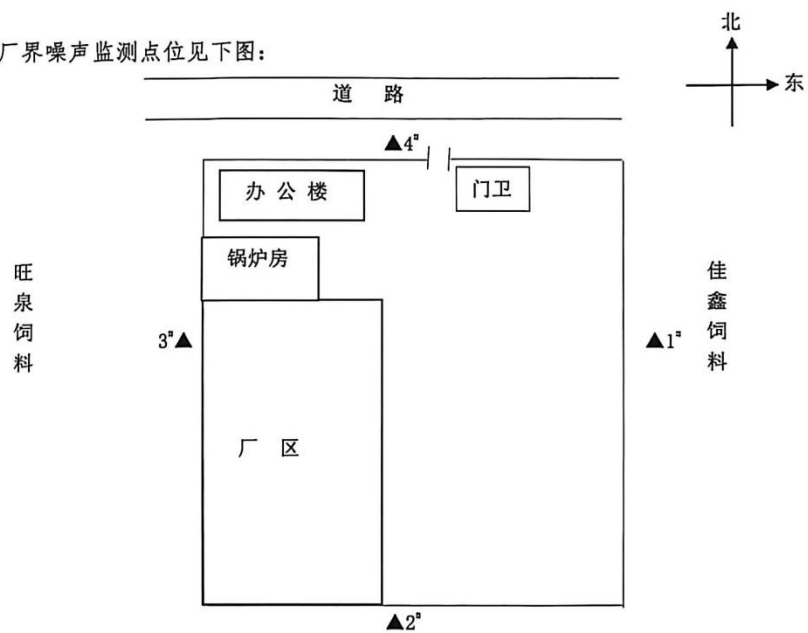 厂界噪声监测点位见下图：
北
东
道 路
▲4#
办公楼
门卫
锅炉房
旺泉饲料
佳鑫饲料
3#▲
▲1#
厂 区
▲2#